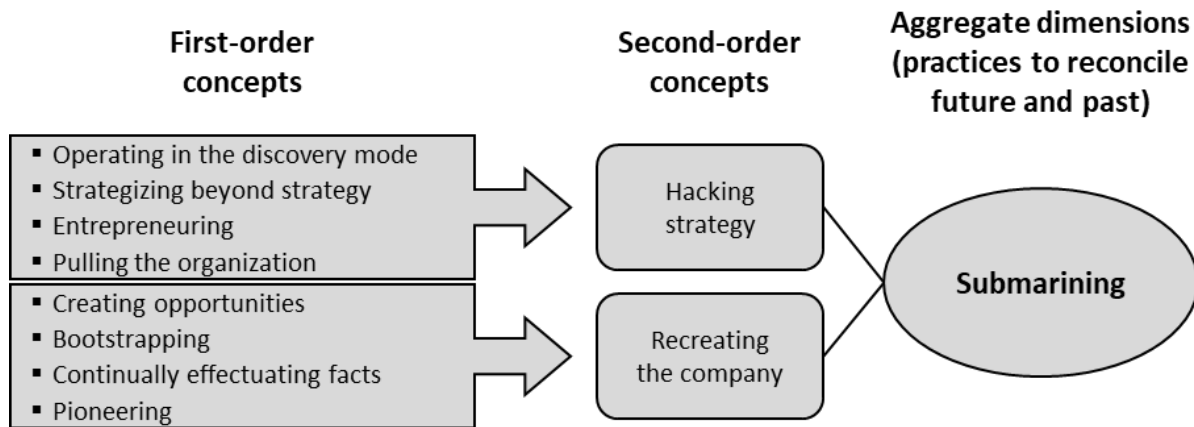 First-order
concepts
Second-order
concepts
Aggregate dimensions
(practices to reconcile
future and past)
▪ Operating in the discovery mode
▪ Strategizing beyond strategy
▪ Entrepreneuring
▪ Pulling the organization
Hacking
strategy
▪ Creating opportunities
▪ Bootstrapping
▪ Continually effectuating facts
▪ Pioneering
Recreating
the company
Submarining